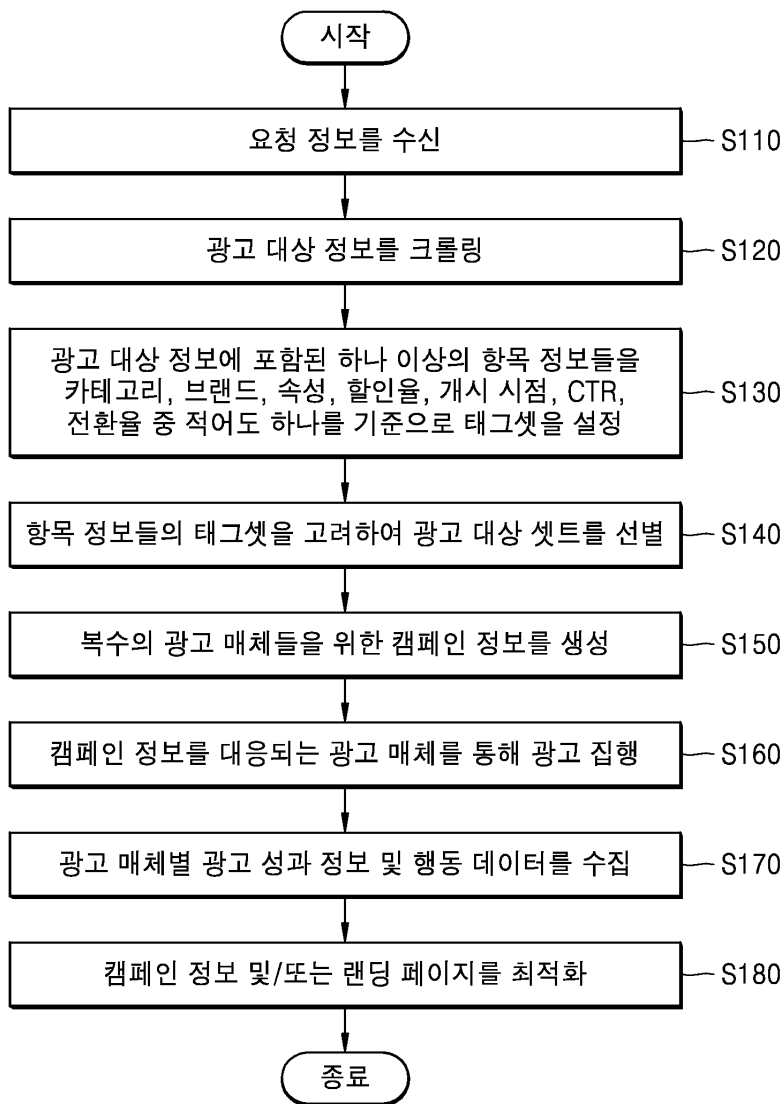 시작
요청 정보를 수신
S110
광고 대상 정보를 크롤링
S120
광고 대상 정보에 포함된 하나 이상의 항목 정보들을
카테고리, 브랜드, 속성, 할인율, 개시 시점, CTR,
전환율 중 적어도 하나를 기준으로 태그셋을 설정
S130
항목 정보들의 태그셋을 고려하여 광고 대상 셋트를 선별
S140
복수의 광고 매체들을 위한 캠페인 정보를 생성
S150
캠페인 정보를 대응되는 광고 매체를 통해 광고 집행
S160
광고 매체별 광고 성과 정보 및 행동 데이터를 수집
S170
캠페인 정보 및/또는 랜딩 페이지를 최적화
S180
종료